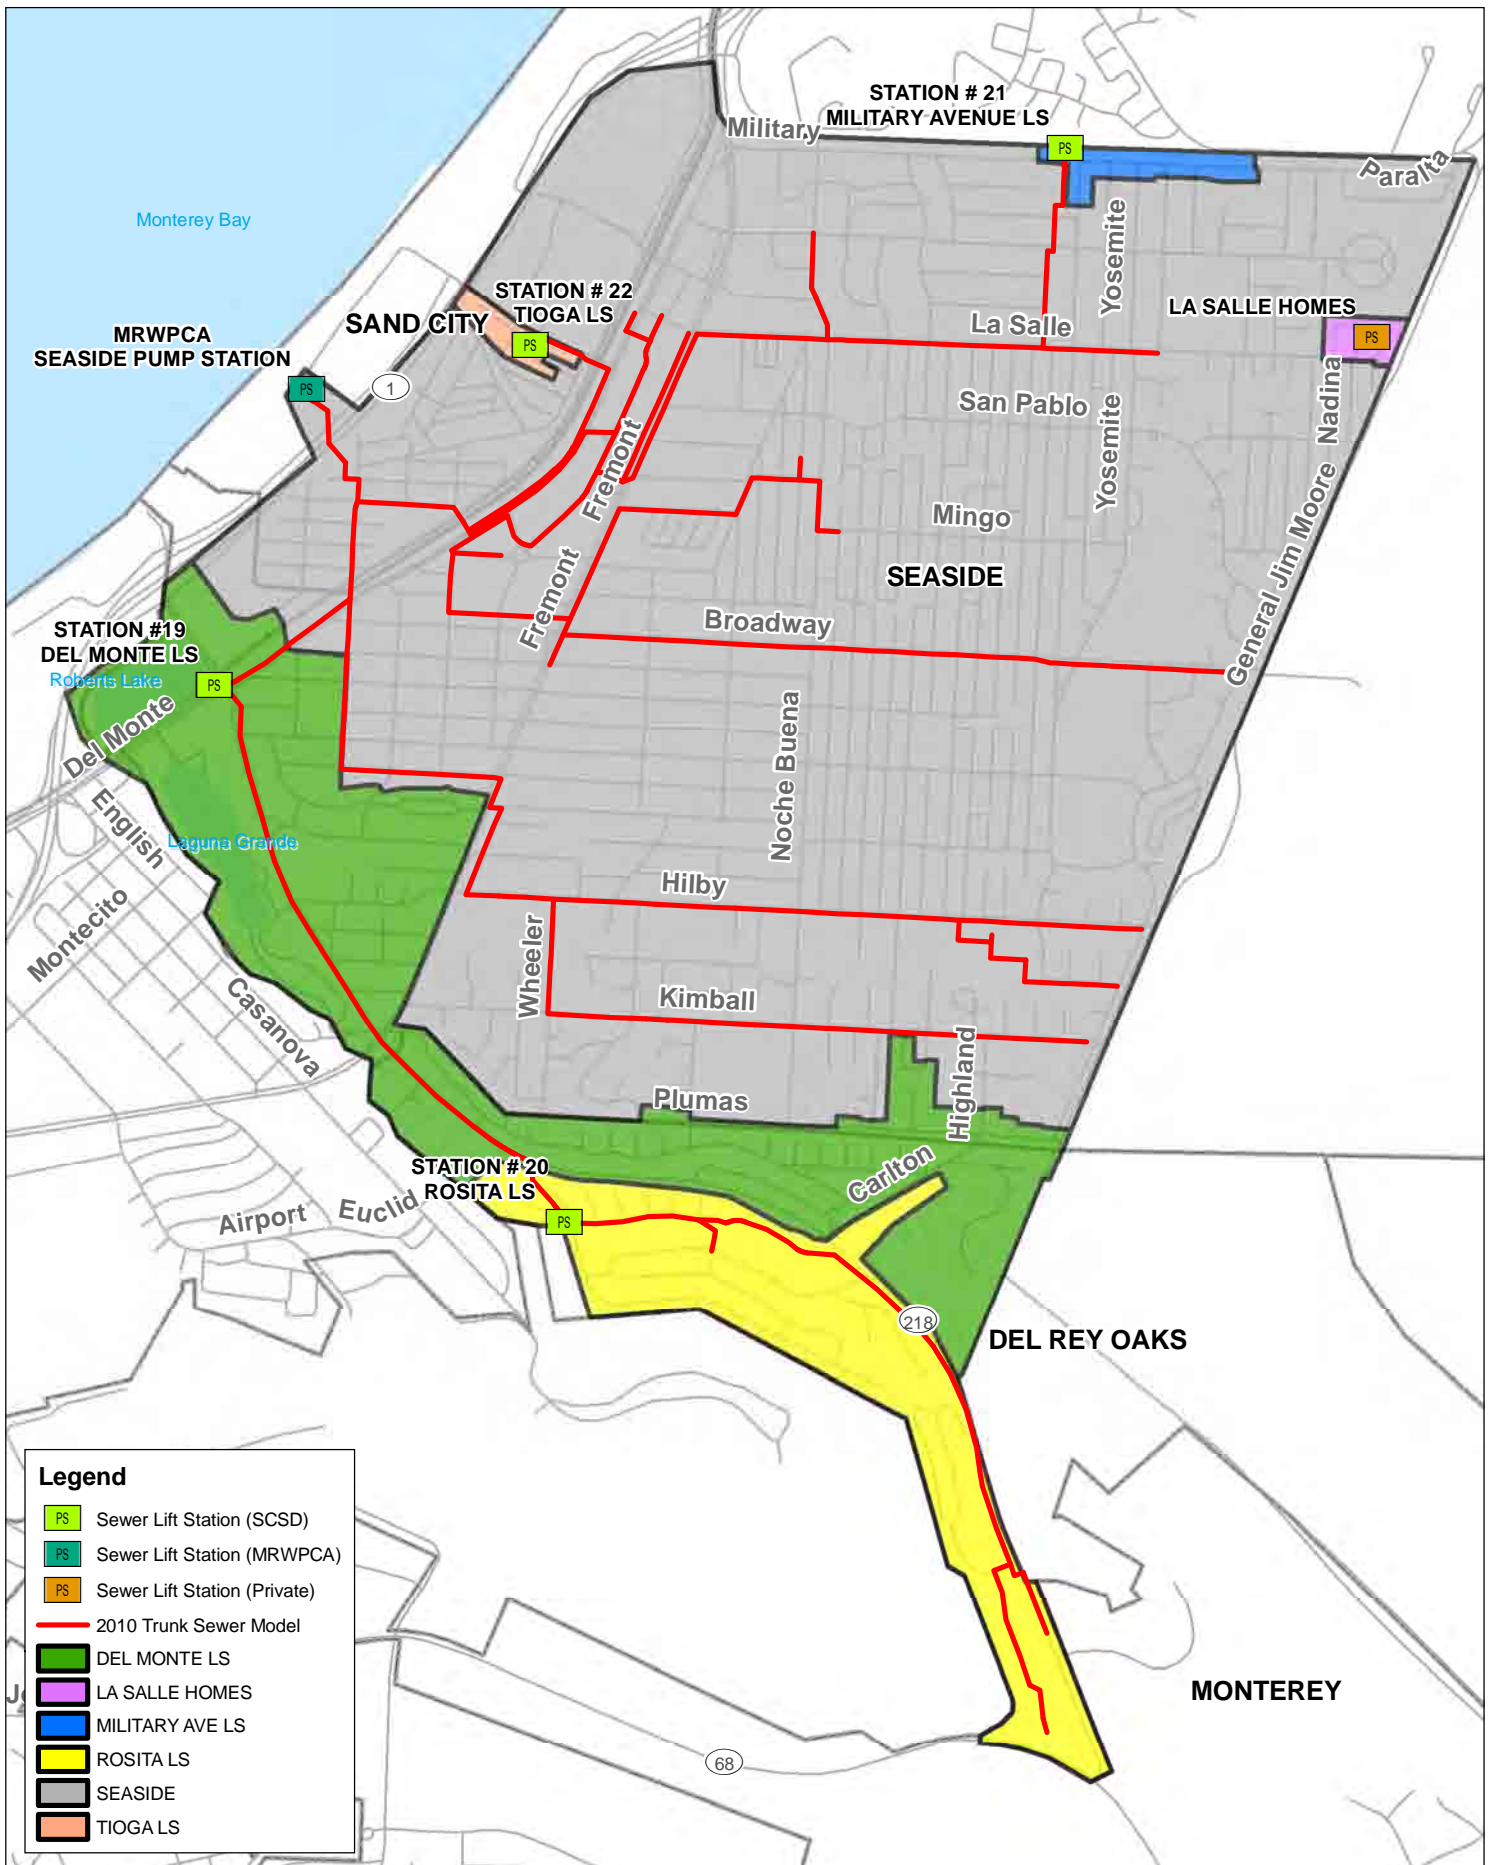 STATION # 21
MILITARY AVENUE LS
Military
PS
Paralta
Monterey Bay
Yosemite
STATION # 22
TIOGA LS
SAND CITY
LA SALLE HOMES
La Salle
PS
PS
MRWPCA
SEASIDE PUMP STATION
PS
1
San Pablo
Nadina
Yosemite
Fremont
Mingo
SEASIDE
General Jim Moore
Fremont
Broadway
STATION #19
DEL MONTE LS
Roberts Lake
PS
Del Monte
Noche Buena
English
Laguna Grande
Hilby
Montecito
Wheeler
Casanova
Kimball
Highland
Plumas
STATION # 20
ROSITA LS
Carlton
Airport
Euclid
PS
218
DEL REY OAKS
MONTEREY
68
Legend
PS Sewer Lift Station (SCSD)
PS Sewer Lift Station (MRWPCA)
PS Sewer Lift Station (Private)
2010 Trunk Sewer Model
DEL MONTE LS
LA SALLE HOMES
MILITARY AVE LS
ROSITA LS
SEASIDE
TIOGA LS